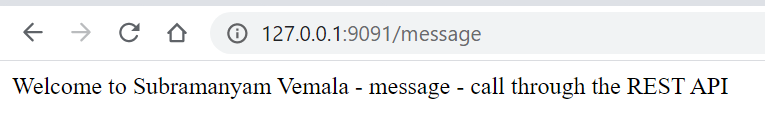 127.0.0.1:9091/message
Welcome to Subramanyam Vemala - message - call through the REST API